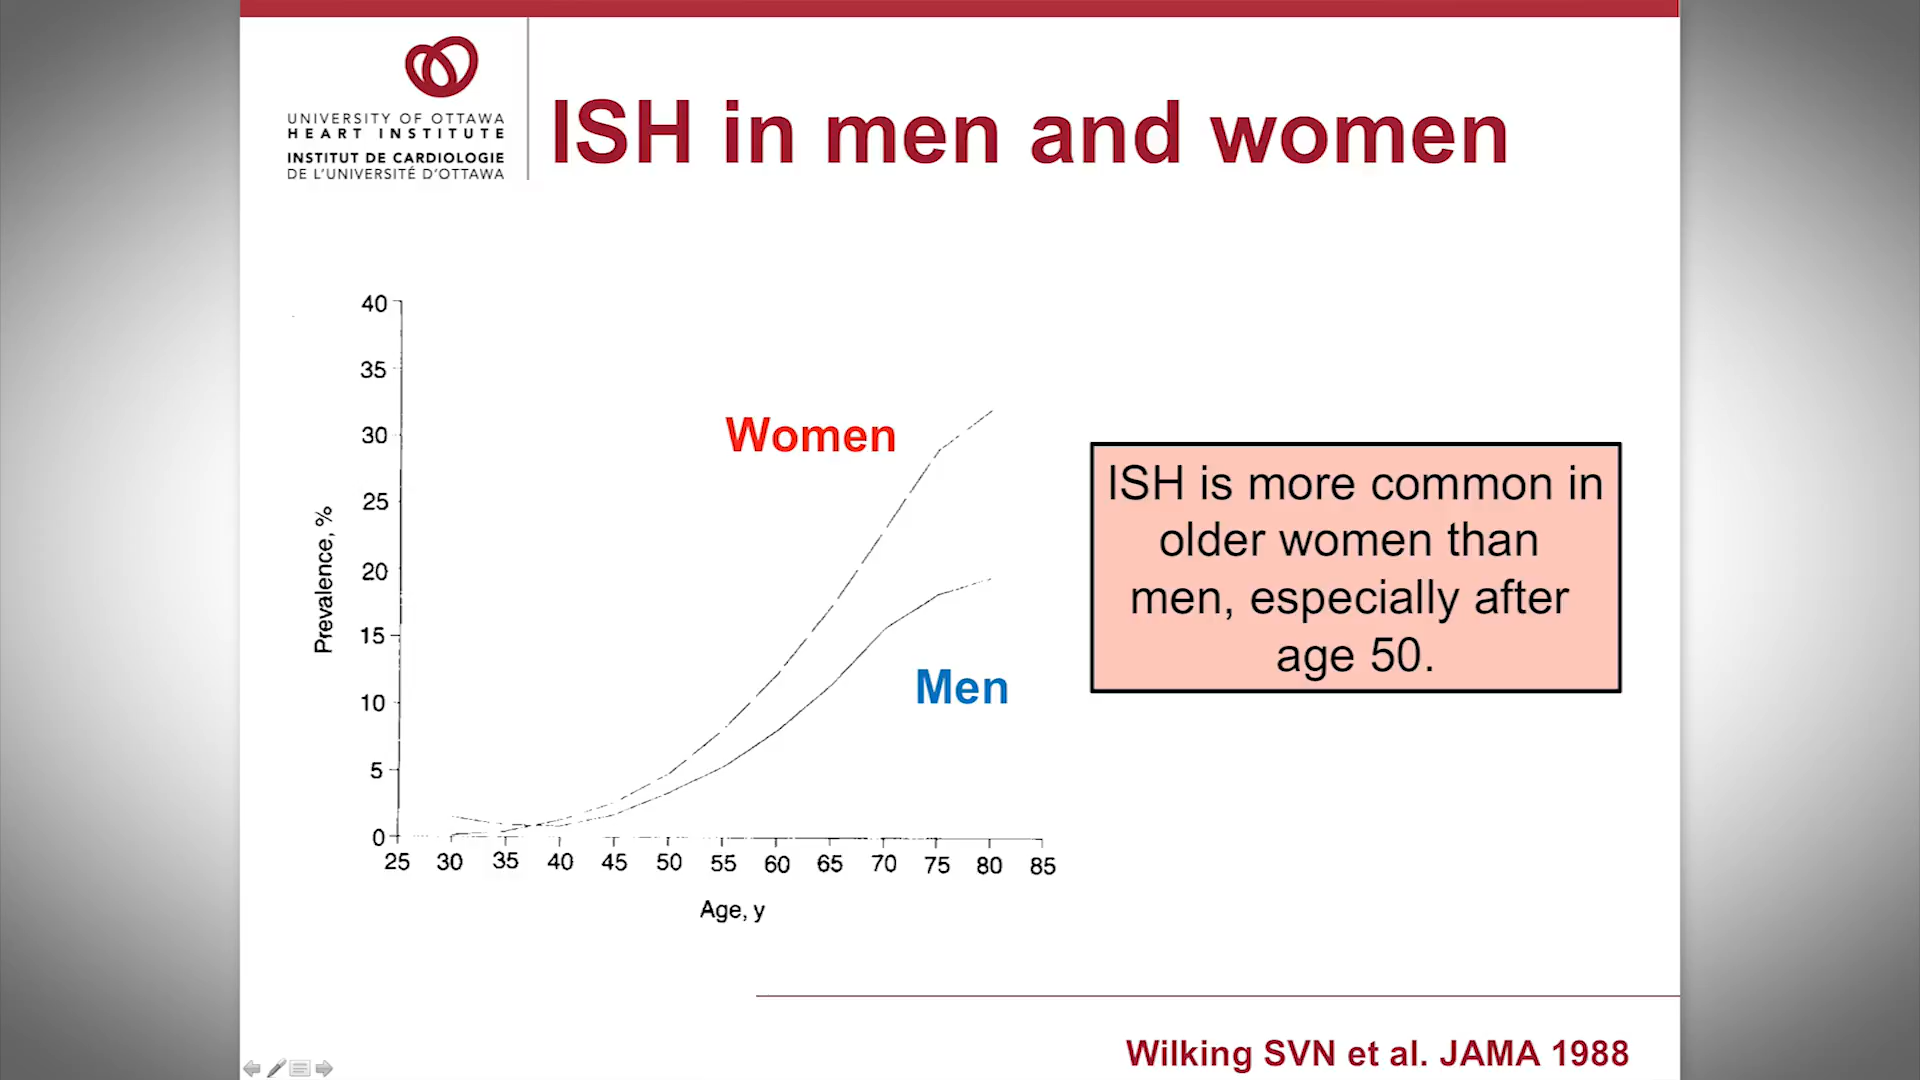 UNIVERSITY OF OTTAWA
HEART INSTITUTE
INSTITUT DE CARDIOLOGIE
DE L'UNIVERSITÉ D'OTTAWA
ISH in men and women
40
35
30
25
20
15
10
5
0
Prevalence, %
Women
Men
25 30 35 40 45 50 55 60 65 70 75 80 85
Age, y
ISH is more common in
older women than
men, especially after
age 50.
Wilking SVN et al. JAMA 1988